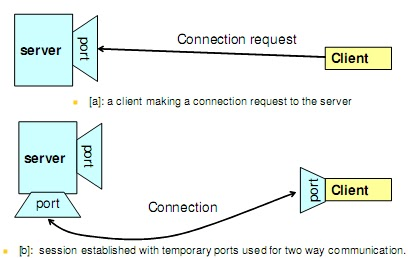 server
port
Connection request
Client
[a]: a client making a connection request to the server
server
port
port
Connection
port
Client
[b]: session established with temporary ports used for two way communication.